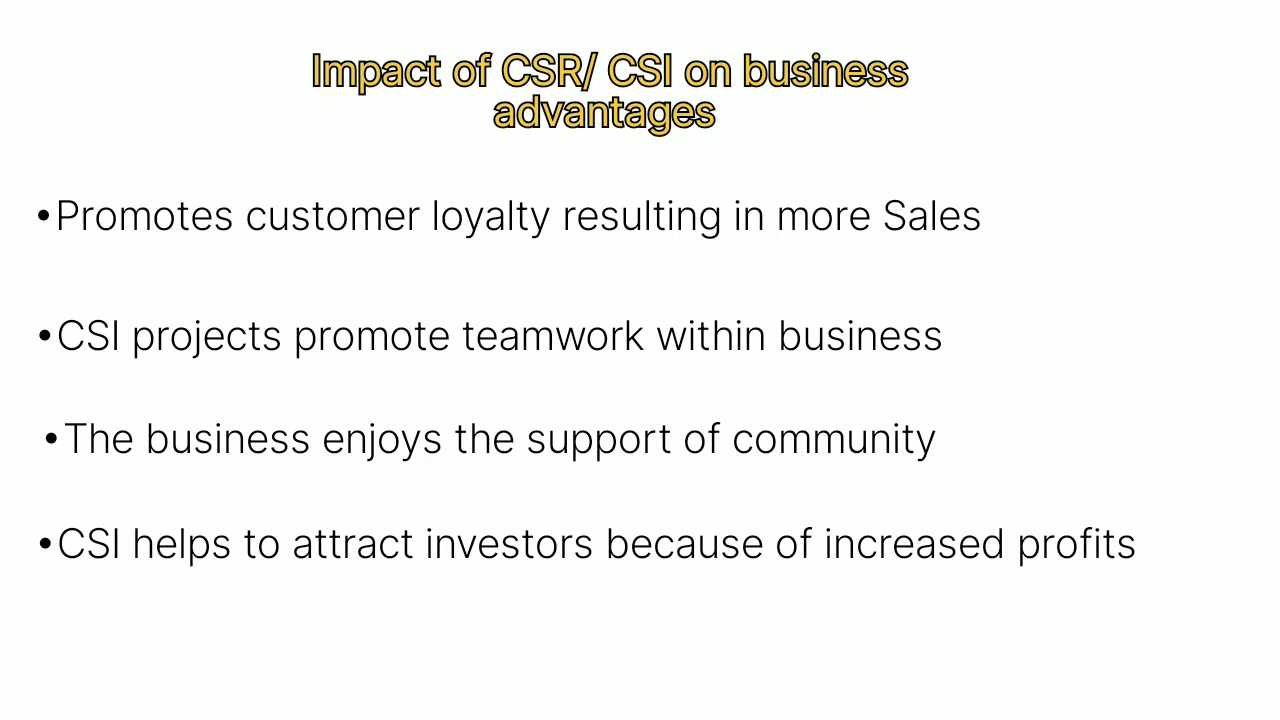 Impact of CSR/ CSI on business
advantages
•Promotes customer loyalty resulting in more Sales
•CSI projects promote teamwork within business
•The business enjoys the support of community
•CSI helps to attract investors because of increased profits